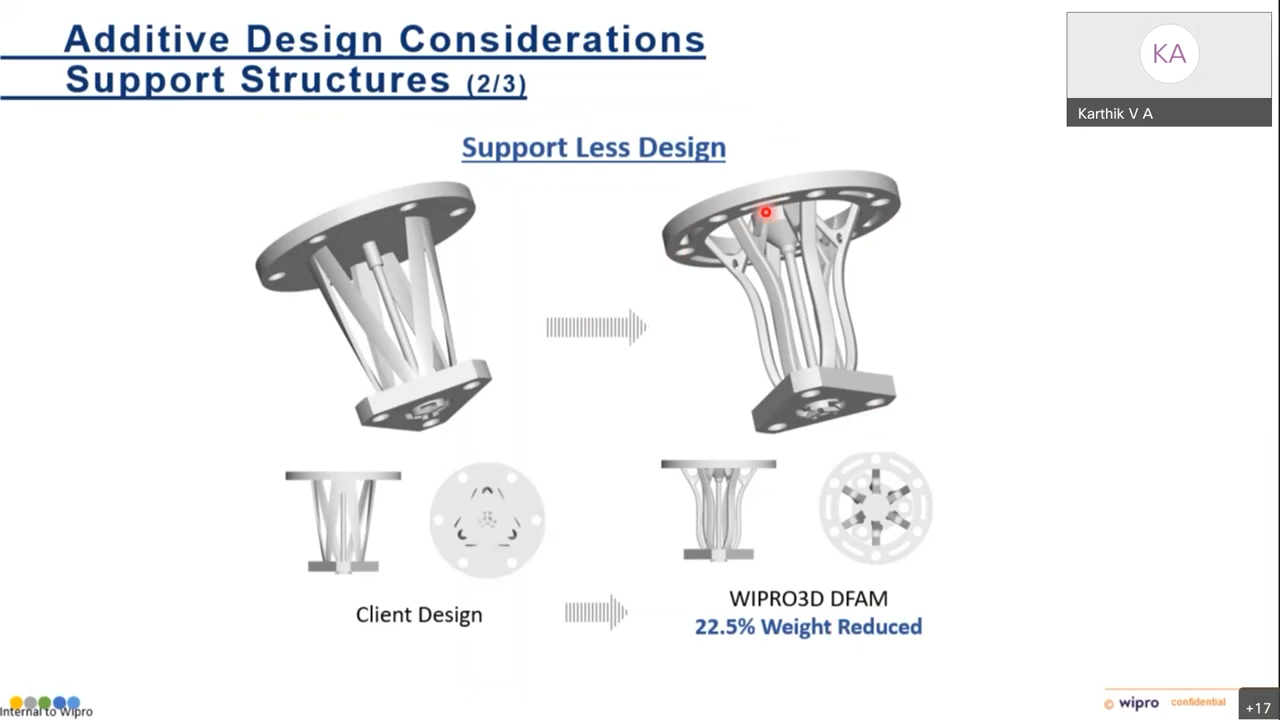 Additive Design Considerations
Support Structures (2/3)
KA
Karthik V A
Support Less Design
Client Design
WIPRO3D DFAM
22.5% Weight Reduced
Internal to Wipro
© wipro confidential
+17